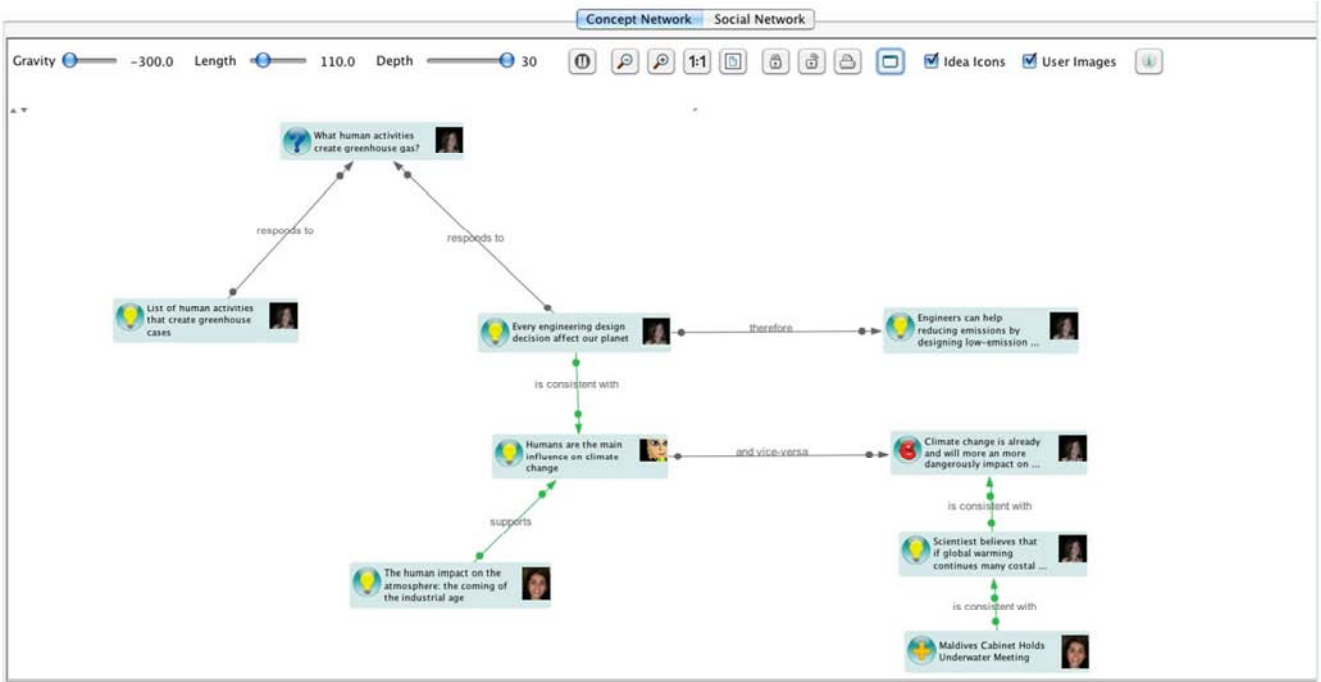 Concept Network Social Network
Gravity -300.0 Length 110.0 Depth 30 1:1 Idea Icons User Images
What human activities
create greenhouse gas?
responds to
responds to
List of human activities
that create greenhouse
cases
Every engineering design
decision affect our planet
therefore
Engineers can help
reducing emissions by
designing low-emission ...
is consistent with
Humans are the main
influence on climate
change
and vice-versa
Climate change is already
and will more an more
dangerously impact on ...
supports
is consistent with
The human impact on the
atmosphere: the coming of
the industrial age
Scientiest believes that
if global warming
continues many costal ...
is consistent with
Maldives Cabinet Holds
Underwater Meeting